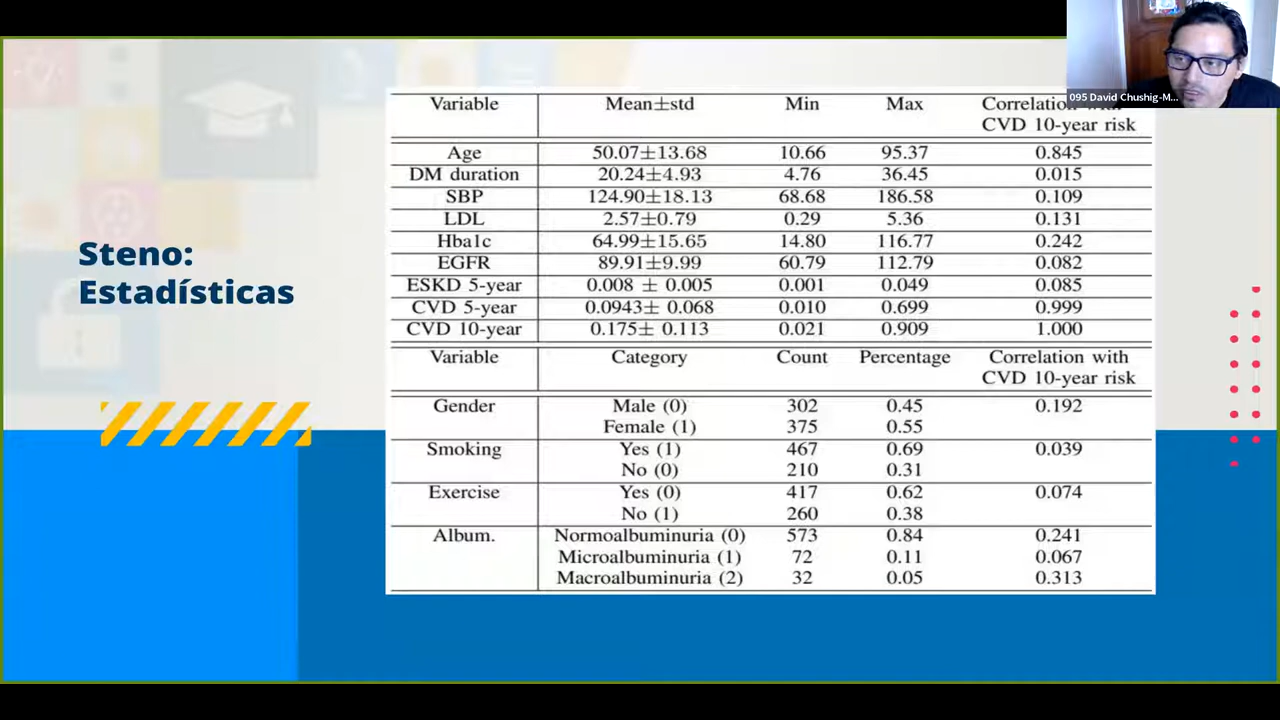 095 David Chushig-M...
Steno:
Estadísticas
Variable Mean±std Min Max Correlation with
CVD 10-year risk
Age 50.07±13.68 10.66 95.37 0.845
DM duration 20.24±4.93 4.76 36.45 0.015
SBP 124.90±18.13 68.68 186.58 0.109
LDL 2.57±0.79 0.29 5.36 0.131
Hba1c 64.99±15.65 14.80 116.77 0.242
EGFR 89.91±9.99 60.79 112.79 0.082
ESKD 5-year 0.008 ± 0.005 0.001 0.049 0.085
CVD 5-year 0.0943± 0.068 0.010 0.699 0.999
CVD 10-year 0.175± 0.113 0.021 0.909 1.000
Variable Category Count Percentage Correlation with
CVD 10-year risk
Gender Male (0) 302 0.45 0.192
Female (1) 375 0.55
Smoking Yes (1) 467 0.69 0.039
No (0) 210 0.31
Exercise Yes (0) 417 0.62 0.074
No (1) 260 0.38
Album. Normoalbuminuria (0) 573 0.84 0.241
Microalbuminuria (1) 72 0.11 0.067
Macroalbuminuria (2) 32 0.05 0.313